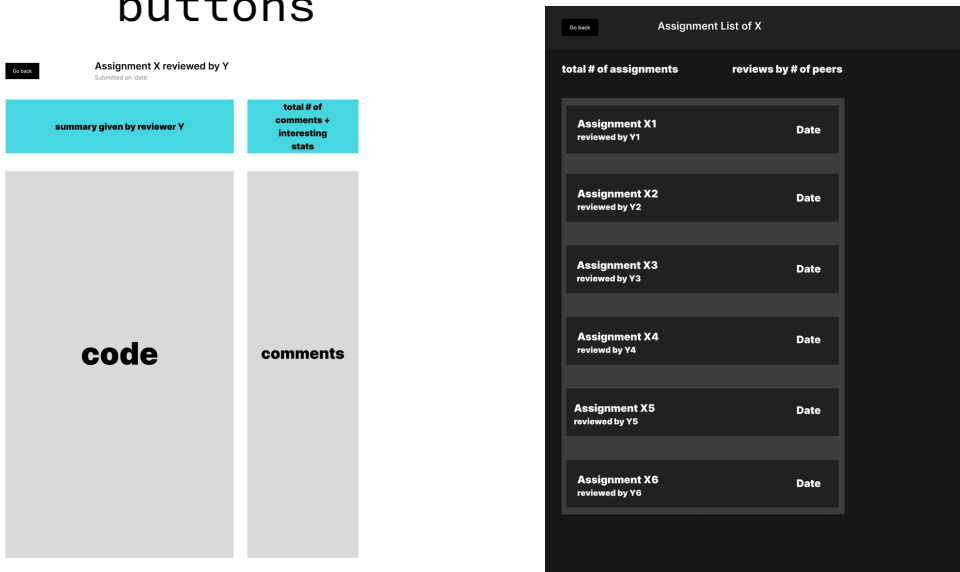 buttons
Go back
Assignment X reviewed by Y
Submitted on 'date'
summary given by reviewer Y
total # of
comments +
interesting
stats
code
comments
Go back
Assignment List of X
total # of assignments
reviews by # of peers
Assignment X1
reviewed by Y1
Date
Assignment X2
reviewed by Y2
Date
Assignment X3
reviewed by Y3
Date
Assignment X4
reviewd by Y4
Date
Assignment X5
reviewed by Y5
Date
Assignment X6
reviewed by Y6
Date